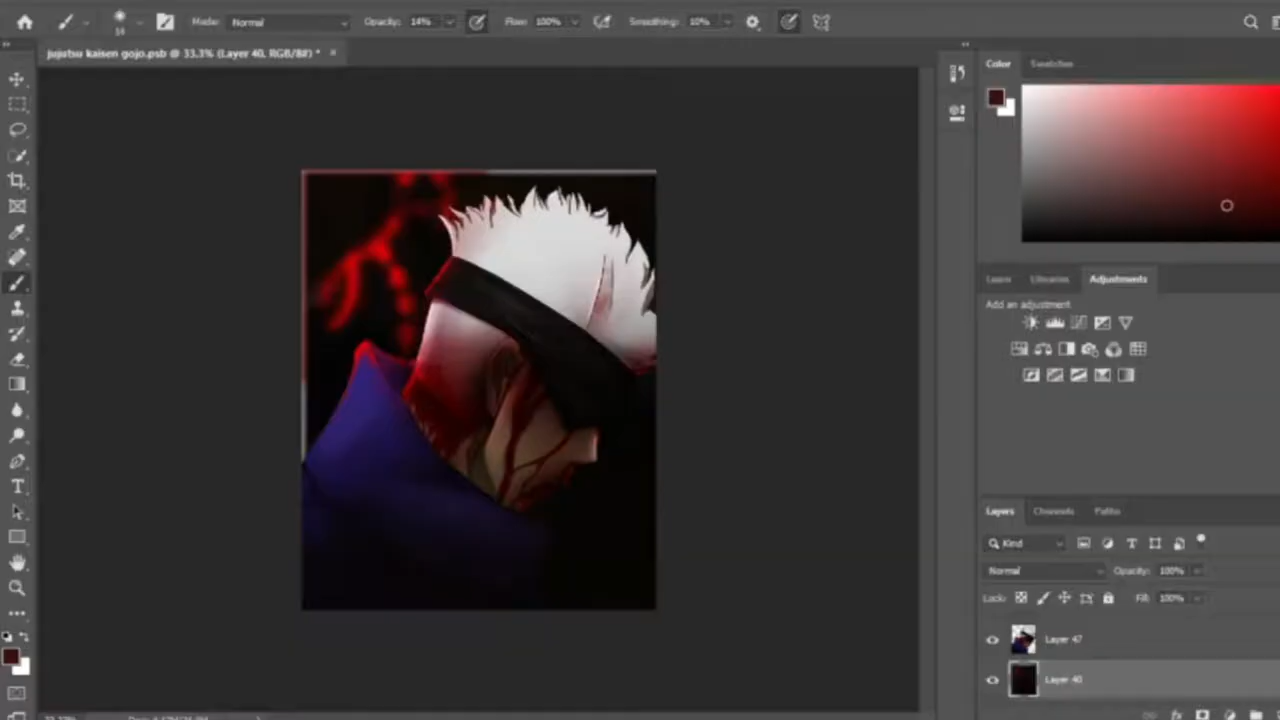 Mode: Normal Opacity: 14% Flow: 100% Smoothing: 10%
jujutsu kaisen gojo.psb @ 33.3% (Layer 40, RGB/8#) *
Color Swatches
Learn Libraries Adjustments
Add an adjustment
Layers Channels Paths
Kind
Normal Opacity: 100%
Lock: Fill: 100%
Layer 47
Layer 40